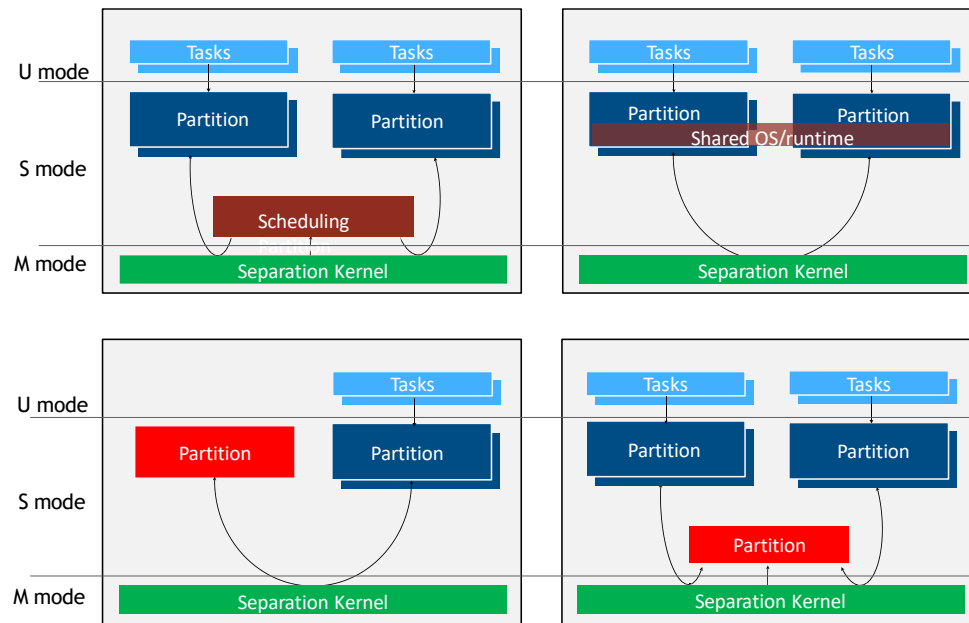 Tasks
Tasks
U mode
Partition
Partition
S mode
Scheduling
Partition
M mode
Separation Kernel
Tasks
Tasks
Partition
Partition
Shared OS/runtime
Separation Kernel
Tasks
U mode
Partition
Partition
S mode
M mode
Separation Kernel
Tasks
Tasks
Partition
Partition
Partition
Separation Kernel